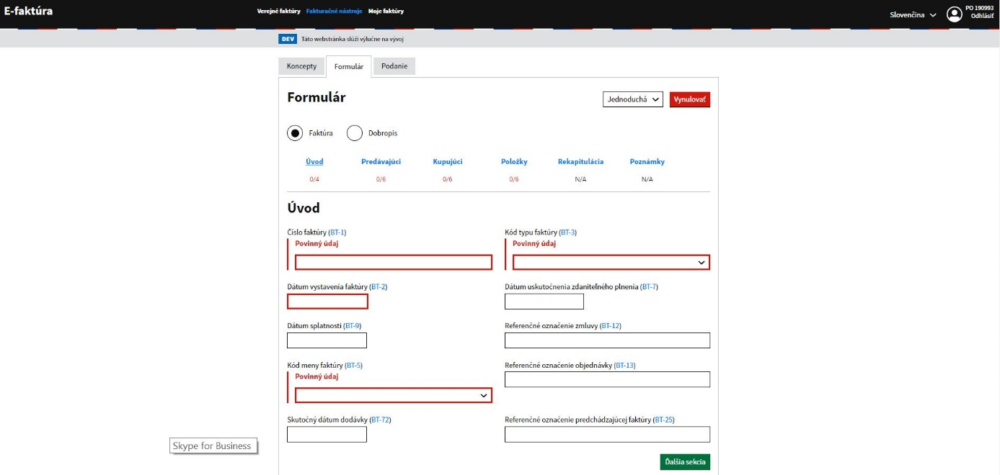 E-faktúra
Verejné faktúry Fakturačné nástroje Moje faktúry
Slovenčina
PO 190993
Odhlásiť
DEV Táto webstránka slúži výlučne na vývoj
Koncepty Formulár Podanie
Formulár
Jednoduchá Vynulovať
Faktúra Dobropis
Úvod Predávajúci Kupujúci Položky Rekapitulácia Poznámky
0/4 0/6 0/6 0/6 N/A N/A
Úvod
Číslo faktúry (BT-1) Kód typu faktúry (BT-3)
Povinný údaj Povinný údaj
Dátum vystavenia faktúry (BT-2) Dátum uskutočnenia zdaniteľného plnenia (BT-7)
Dátum splatnosti (BT-9) Referenčné označenie zmluvy (BT-12)
Kód meny faktúry (BT-5) Referenčné označenie objednávky (BT-13)
Povinný údaj
Skutočný dátum dodávky (BT-72) Referenčné označenie predchádzajúcej faktúry (BT-25)
Skype for Business
Ďalšia sekcia